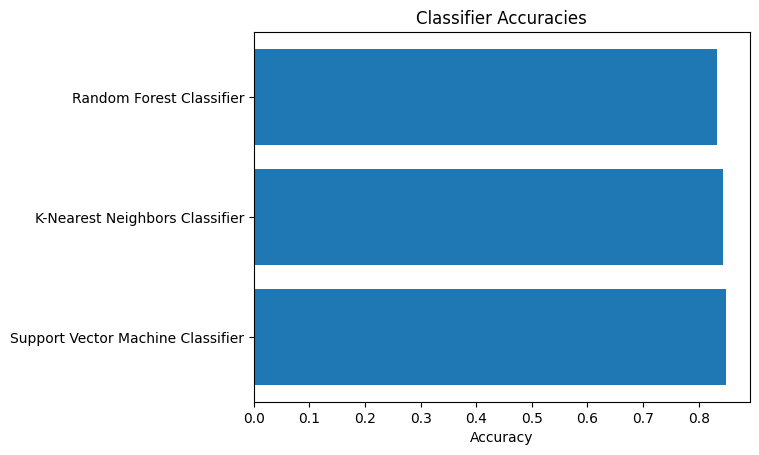 Classifier Accuracies
Random Forest Classifier
K-Nearest Neighbors Classifier
Support Vector Machine Classifier
0.0 0.1 0.2 0.3 0.4 0.5 0.6 0.7 0.8
Accuracy